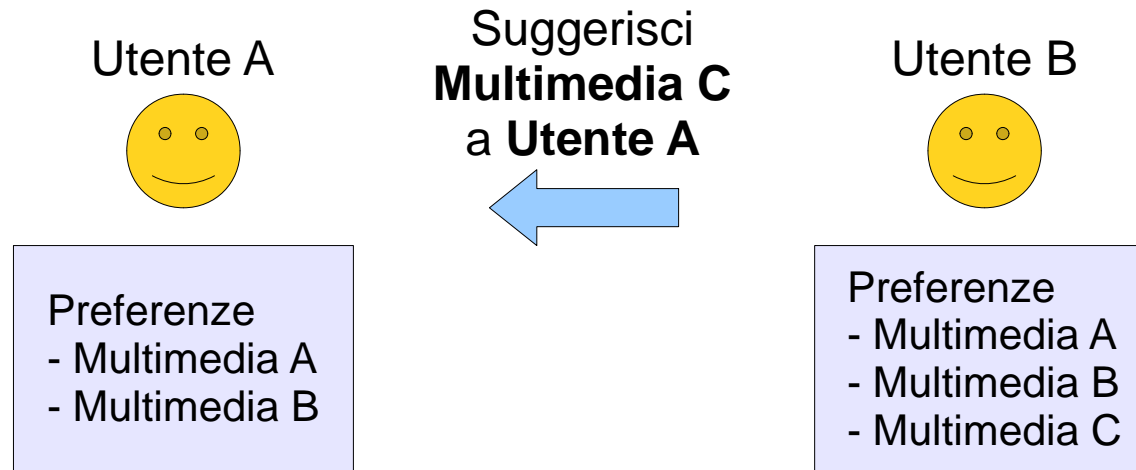 Utente A
Suggerisci
Multimedia C
a Utente A
Utente B
Preferenze
- Multimedia A
- Multimedia B
Preferenze
- Multimedia A
- Multimedia B
- Multimedia C